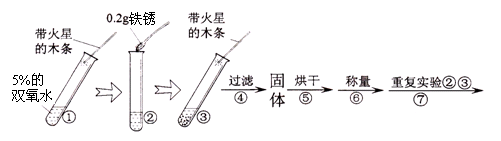 带火星
的木条
5%的
双氧水
①
0.2g铁锈
②
带火星
的木条
③
过滤
④
固
体
烘干
⑤
称量
⑥
重复实验②③
⑦